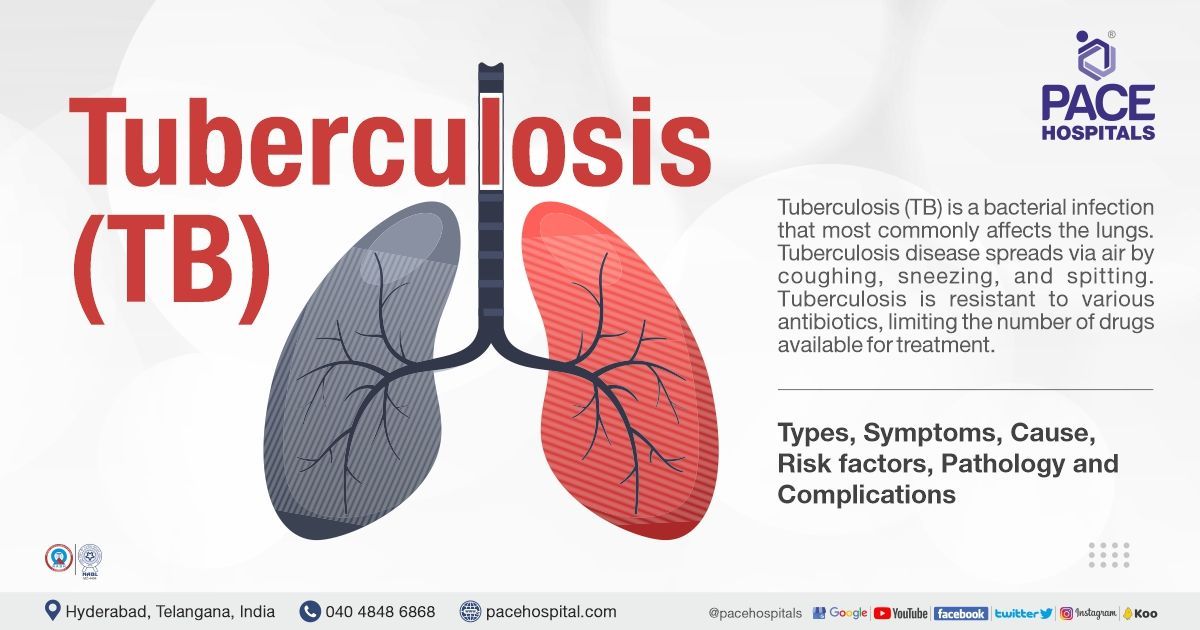 Tuberculosis
(TB)
®
PACE
HOSPITALS
Tuberculosis (TB) is a bacterial infection
that most commonly affects the lungs.
Tuberculosis disease spreads via air by
coughing, sneezing, and spitting.
Tuberculosis is resistant to various
antibiotics, limiting the number of drugs
available for treatment.
Types, Symptoms, Cause,
Risk factors, Pathology and
Complications
NABL
Hyderabad, Telangana, India 040 4848 6868 pacehospital.com @pacehospitals Google YouTube facebook twitter Instagram Koo